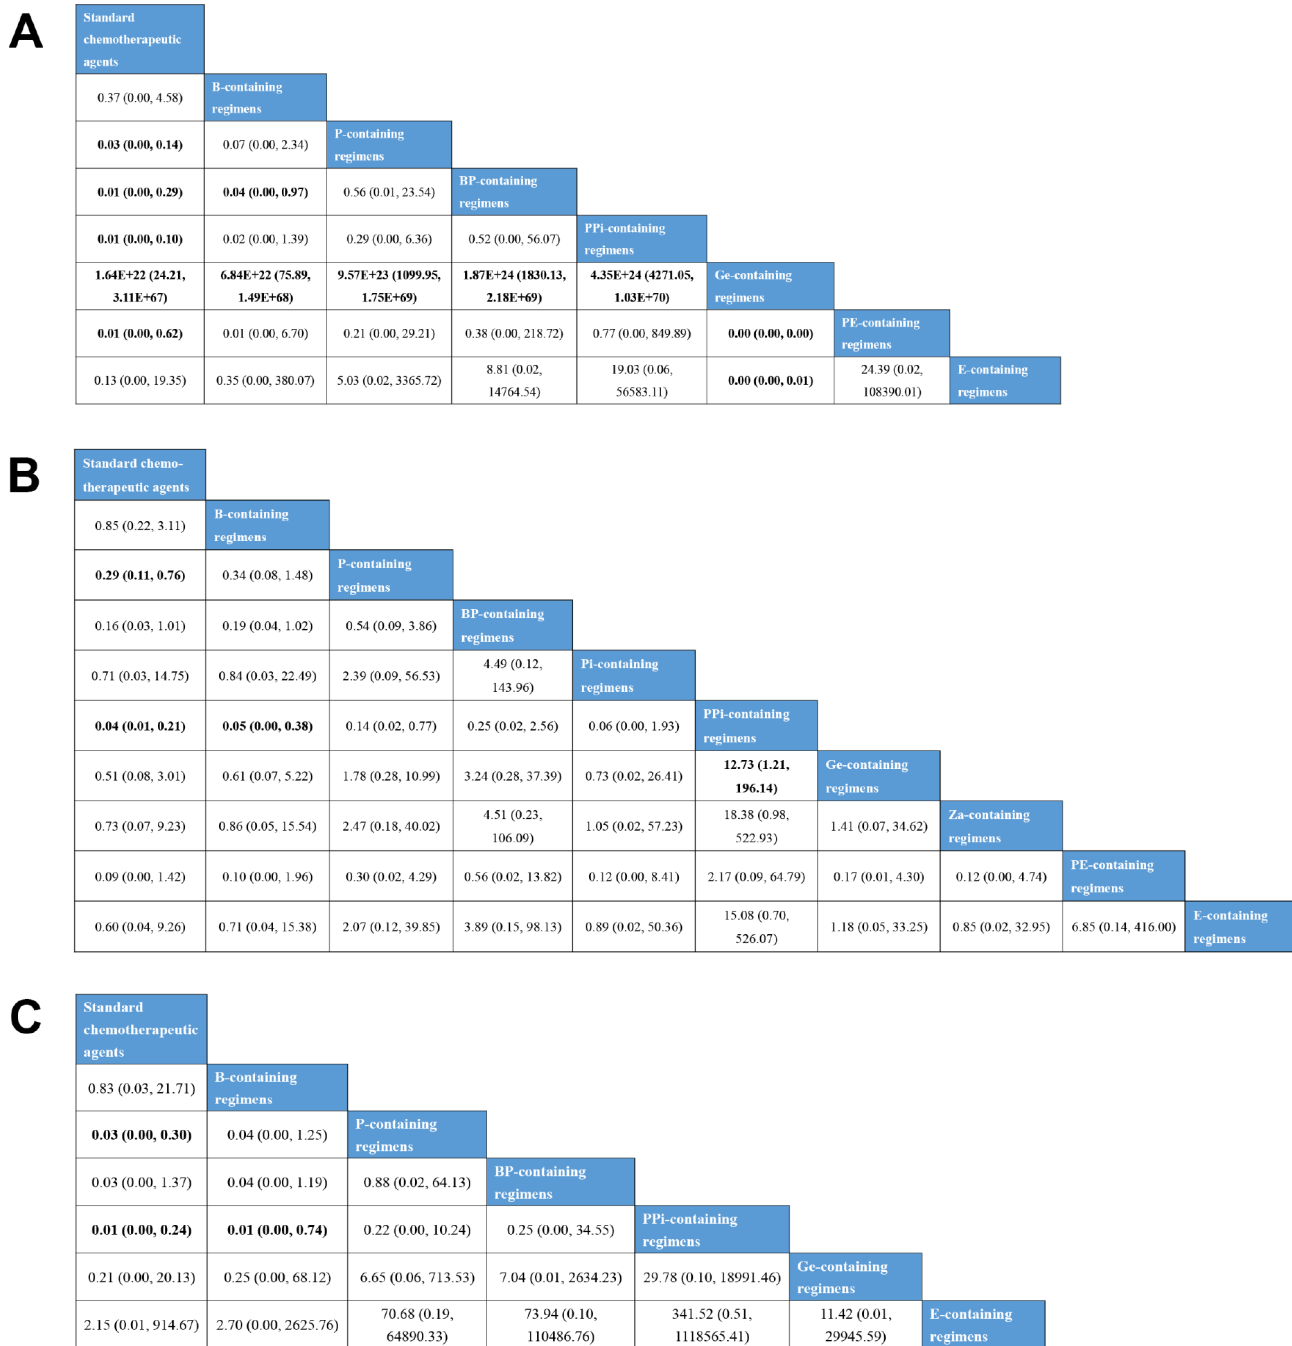 A
Standard
chemotherapeutic
agents
0.37 (0.00, 4.58)
B-containing
regimens
0.03 (0.00, 0.14)
0.07 (0.00, 2.34)
P-containing
regimens
0.01 (0.00, 0.29)
0.04 (0.00, 0.97)
0.56 (0.01, 23.54)
BP-containing
regimens
0.01 (0.00, 0.10)
0.02 (0.00, 1.39)
0.29 (0.00, 6.36)
0.52 (0.00, 56.07)
PPi-containing
regimens
1.64E+22 (24.21,
3.11E+67)
6.84E+22 (75.89,
1.49E+68)
9.57E+23 (1099.95,
1.75E+69)
1.87E+24 (1830.13,
2.18E+69)
4.35E+24 (4271.05,
1.03E+70)
Ge-containing
regimens
0.01 (0.00, 0.62)
0.01 (0.00, 6.70)
0.21 (0.00, 29.21)
0.38 (0.00, 218.72)
0.77 (0.00, 849.89)
0.00 (0.00, 0.00)
PE-containing
regimens
0.13 (0.00, 19.35)
0.35 (0.00, 380.07)
5.03 (0.02, 3365.72)
8.81 (0.02,
14764.54)
19.03 (0.06,
56583.11)
0.00 (0.00, 0.01)
24.39 (0.02,
108390.01)
E-containing
regimens
B
Standard chemo-
therapeutic agents
0.85 (0.22, 3.11)
B-containing
regimens
0.29 (0.11, 0.76)
0.34 (0.08, 1.48)
P-containing
regimens
0.16 (0.03, 1.01)
0.19 (0.04, 1.02)
0.54 (0.09, 3.86)
BP-containing
regimens
0.71 (0.03, 14.75)
0.84 (0.03, 22.49)
2.39 (0.09, 56.53)
4.49 (0.12,
143.96)
Pi-containing
regimens
0.04 (0.01, 0.21)
0.05 (0.00, 0.38)
0.14 (0.02, 0.77)
0.25 (0.02, 2.56)
0.06 (0.00, 1.93)
PPi-containing
regimens
0.51 (0.08, 3.01)
0.61 (0.07, 5.22)
1.78 (0.28, 10.99)
3.24 (0.28, 37.39)
0.73 (0.02, 26.41)
12.73 (1.21,
196.14)
Ge-containing
regimens
0.73 (0.07, 9.23)
0.86 (0.05, 15.54)
2.47 (0.18, 40.02)
4.51 (0.23,
106.09)
1.05 (0.02, 57.23)
18.38 (0.98,
522.93)
1.41 (0.07, 34.62)
Za-containing
regimens
0.09 (0.00, 1.42)
0.10 (0.00, 1.96)
0.30 (0.02, 4.29)
0.56 (0.02, 13.82)
0.12 (0.00, 8.41)
2.17 (0.09, 64.79)
0.17 (0.01, 4.30)
0.12 (0.00, 4.74)
PE-containing
regimens
0.60 (0.04, 9.26)
0.71 (0.04, 15.38)
2.07 (0.12, 39.85)
3.89 (0.15, 98.13)
0.89 (0.02, 50.36)
15.08 (0.70,
526.07)
1.18 (0.05, 33.25)
0.85 (0.02, 32.95)
6.85 (0.14, 416.00)
E-containing
regimens
C
Standard
chemotherapeutic
agents
0.83 (0.03, 21.71)
B-containing
regimens
0.03 (0.00, 0.30)
0.04 (0.00, 1.25)
P-containing
regimens
0.03 (0.00, 1.37)
0.04 (0.00, 1.19)
0.88 (0.02, 64.13)
BP-containing
regimens
0.01 (0.00, 0.24)
0.01 (0.00, 0.74)
0.22 (0.00, 10.24)
0.25 (0.00, 34.55)
PPi-containing
regimens
0.21 (0.00, 20.13)
0.25 (0.00, 68.12)
6.65 (0.06, 713.53)
7.04 (0.01, 2634.23)
29.78 (0.10, 18991.46)
Ge-containing
regimens
2.15 (0.01, 914.67)
2.70 (0.00, 2625.76)
70.68 (0.19,
64890.33)
73.94 (0.10,
110486.76)
341.52 (0.51,
1118565.41)
11.42 (0.01,
29945.59)
E-containing
regimens